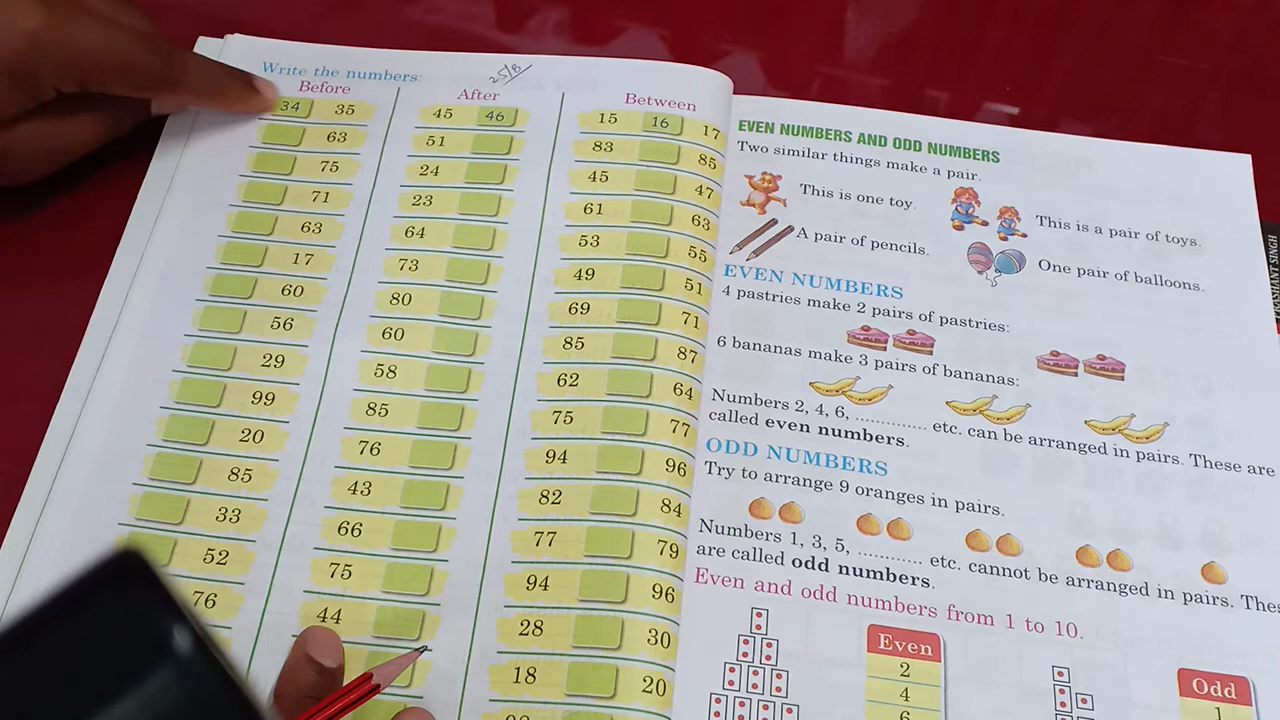 Write the numbers:
25/8
Before
34 35
63
75
71
63
17
60
56
29
99
20
85
33
52
76
After
45 46
51
24
23
64
73
80
60
58
85
76
43
66
75
44
Between
15 16 17
83 85
45 47
61 63
53 55
49 51
69 71
85 87
62 64
75 77
94 96
82 84
77 79
94 96
28 30
18 20
EVEN NUMBERS AND ODD NUMBERS
Two similar things make a pair.
This is one toy.
This is a pair of toys.
A pair of pencils.
One pair of balloons.
EVEN NUMBERS
4 pastries make 2 pairs of pastries:
6 bananas make 3 pairs of bananas:
Numbers 2, 4, 6, .............. etc. can be arranged in pairs. These are
called even numbers.
ODD NUMBERS
Try to arrange 9 oranges in pairs.
Numbers 1, 3, 5, ............ etc. cannot be arranged in pairs.
are called odd numbers.
Even and odd numbers from 1 to 10.
Even
2
4
6
Odd
1
SINGH